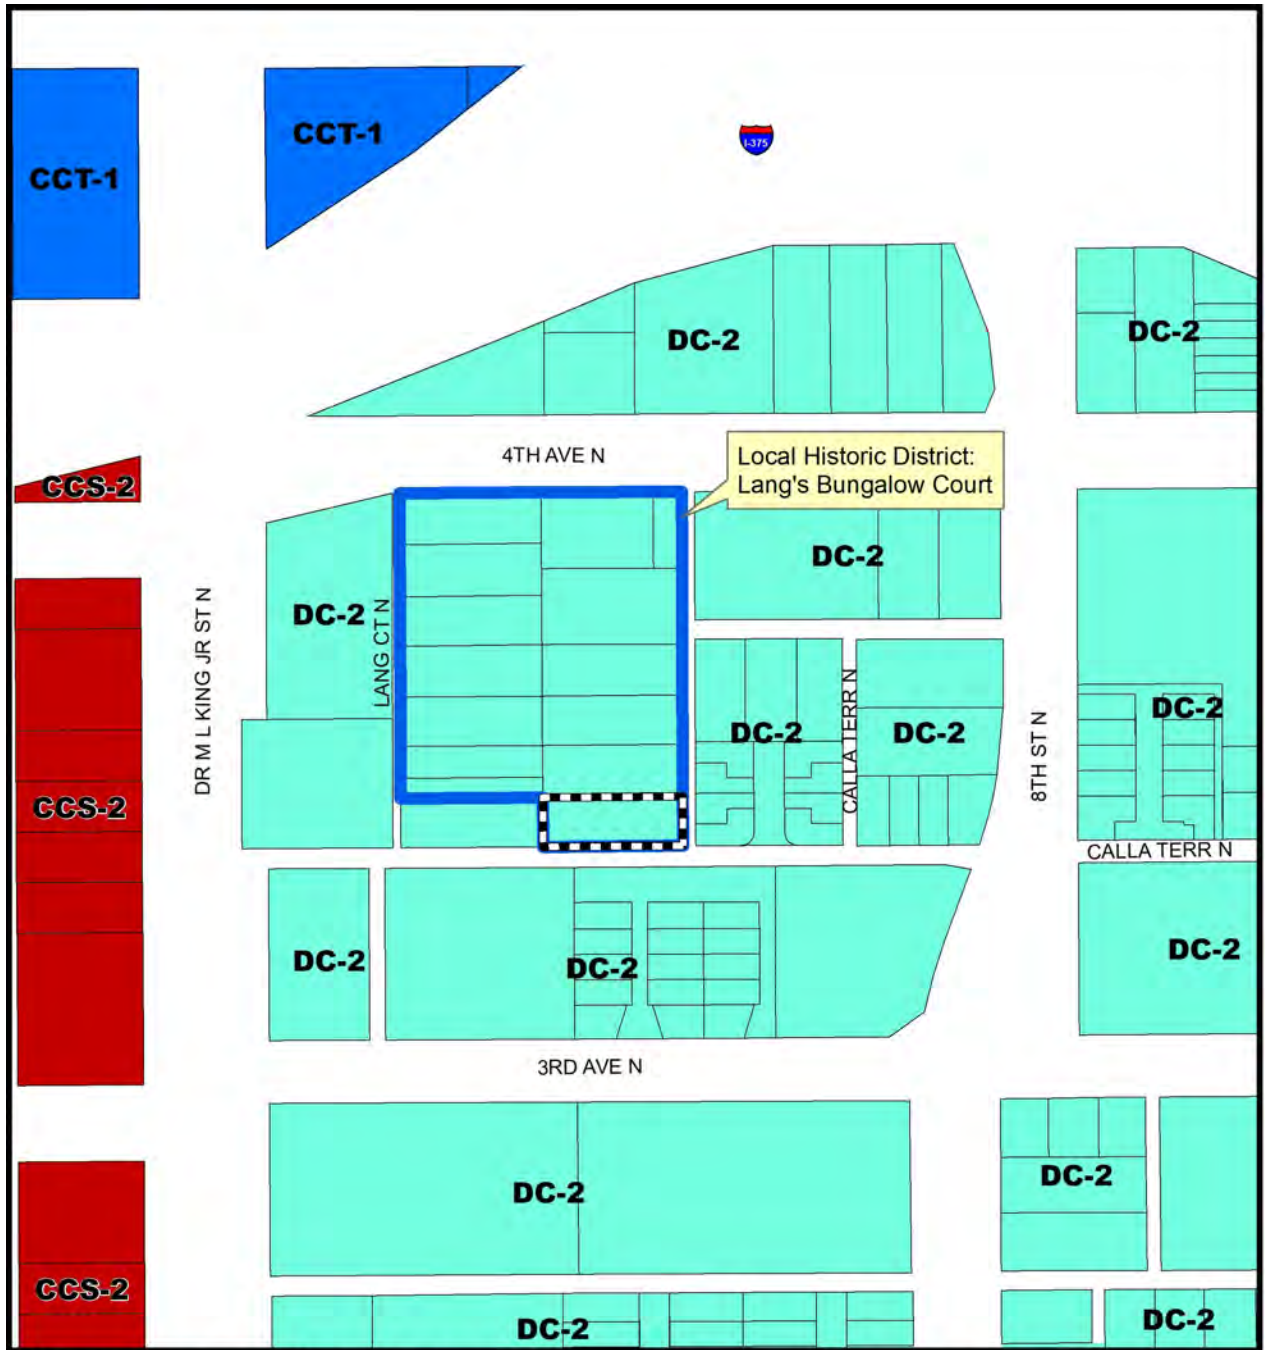 CCT-1
CCT-1
I-375
DC-2
DC-2
4TH AVE N
Local Historic District:
Lang's Bungalow Court
CCS-2
DC-2
DC-2
LANG CT N
DR M L KING JR ST N
DC-2
DC-2
CALLA TERR N
8TH ST N
DC-2
CCS-2
CALLA TERR N
DC-2
DC-2
DC-2
3RD AVE N
DC-2
DC-2
CCS-2
DC-2
DC-2